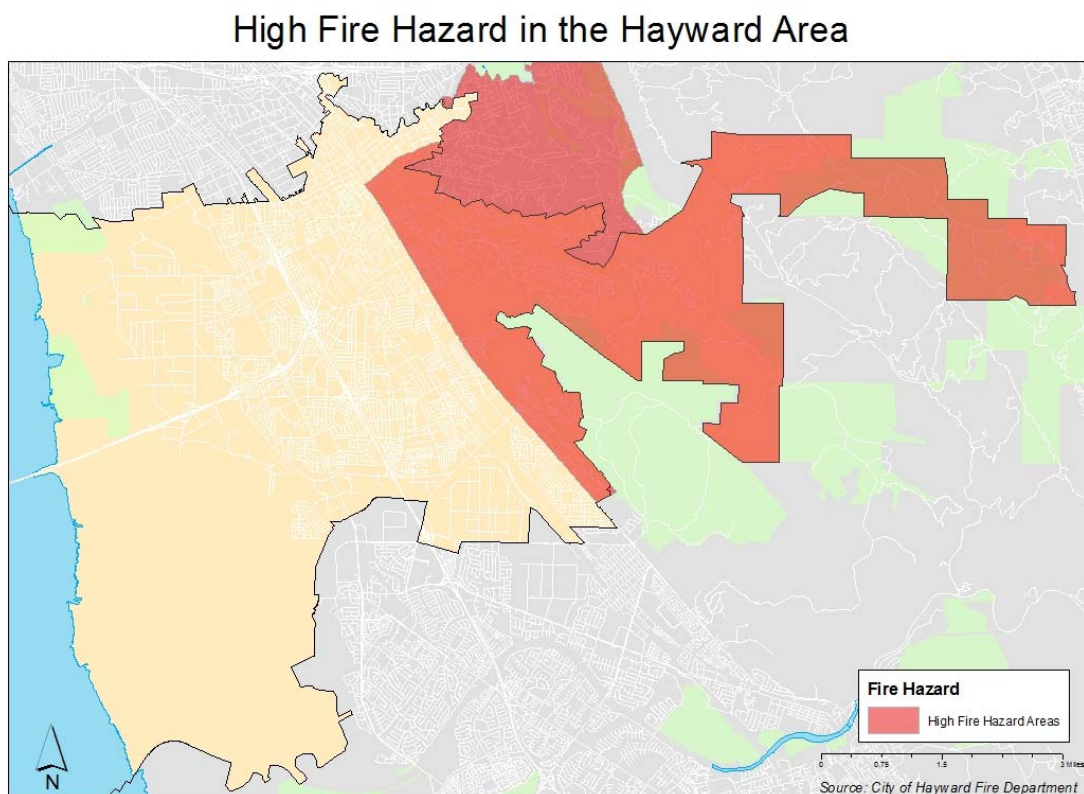 High Fire Hazard in the Hayward Area
Fire Hazard
High Fire Hazard Areas
N
0 0.75 1.5 3 Miles
Source: City of Hayward Fire Department